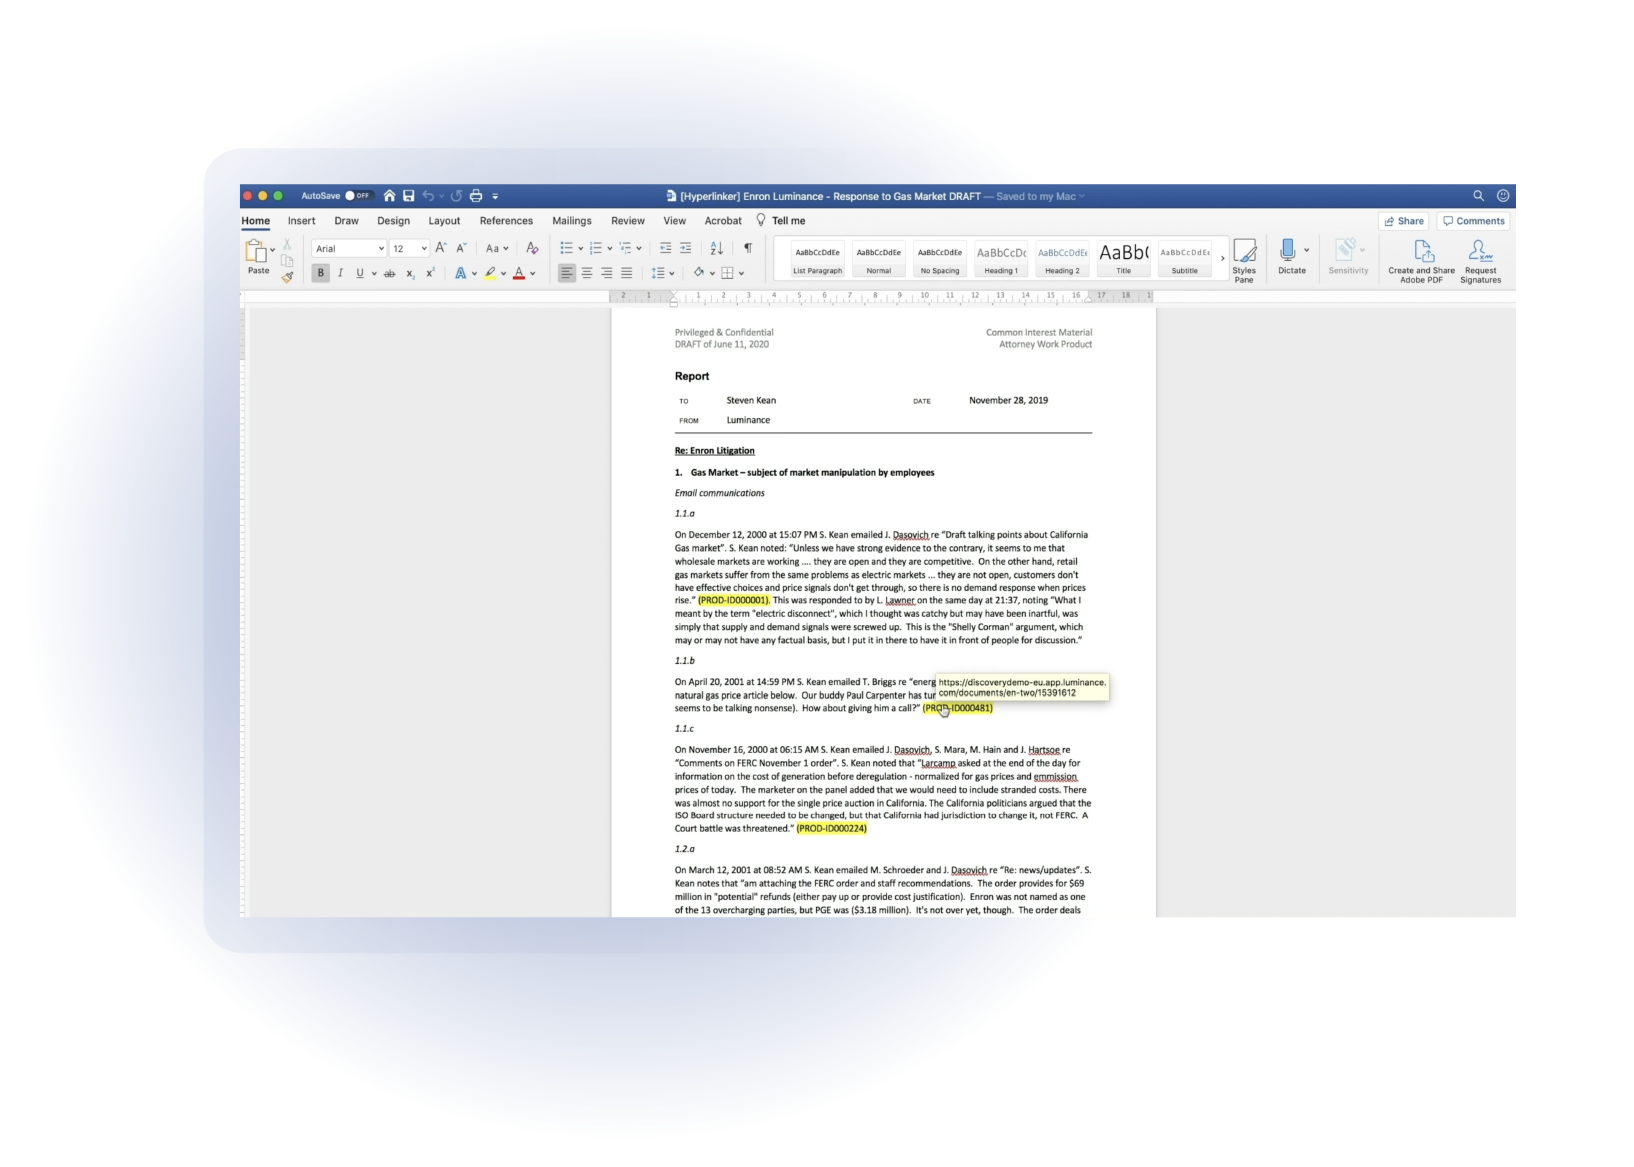 AutoSave OFF [Hyperlinker] Enron Luminance - Response to Gas Market DRAFT — Saved to my Mac
Home Insert Draw Design Layout References Mailings Review View Acrobat Tell me Share Comments
Paste Arial 12 A A Aa A
B I U ab x₂ x² A A
AaBbCcDdEe AaBbCcDdEe AaBbCcDdEe AaBbCcDc AaBbCcDdEe AaBb( AaBbCcDdEe
List Paragraph Normal No Spacing Heading 1 Heading 2 Title Subtitle
Styles Pane Dictate Sensitivity Create and Share Adobe PDF Request Signatures
2 1 1 2 3 4 5 6 7 8 9 10 11 12 13 14 15 16 17 18
Privileged & Confidential Common Interest Material
DRAFT of June 11, 2020 Attorney Work Product
Report
TO Steven Kean DATE November 28, 2019
FROM Luminance
Re: Enron Litigation
1. Gas Market – subject of market manipulation by employees
Email communications
1.1.a
On December 12, 2000 at 15:07 PM S. Kean emailed J. Dasovich re “Draft talking points about California
Gas market”. S. Kean noted: “Unless we have strong evidence to the contrary, it seems to me that
wholesale markets are working .... they are open and they are competitive. On the other hand, retail
gas markets suffer from the same problems as electric markets ... they are not open, customers don't
have effective choices and price signals don't get through, so there is no demand response when prices
rise.” (PROD-ID000001). This was responded to by L. Lawner on the same day at 21:37, noting “What I
meant by the term "electric disconnect", which I thought was catchy but may have been inartful, was
simply that supply and demand signals were screwed up. This is the "Shelly Corman" argument, which
may or may not have any factual basis, but I put it in there to have it in front of people for discussion.”
1.1.b
On April 20, 2001 at 14:59 PM S. Kean emailed T. Briggs re “energ
https://discoverydemo-eu.app.luminance.
com/documents/en-two/15391612
natural gas price article below. Our buddy Paul Carpenter has tur
seems to be talking nonsense). How about giving him a call?” (PROD-ID000481)
1.1.c
On November 16, 2000 at 06:15 AM S. Kean emailed J. Dasovich, S. Mara, M. Hain and J. Hartsoe re
“Comments on FERC November 1 order”. S. Kean noted that “Larcamp asked at the end of the day for
information on the cost of generation before deregulation - normalized for gas prices and emmission
prices of today. The marketer on the panel added that we would need to include stranded costs. There
was almost no support for the single price auction in California. The California politicians argued that the
ISO Board structure needed to be changed, but that California had jurisdiction to change it, not FERC. A
Court battle was threatened.” (PROD-ID000224)
1.2.a
On March 12, 2001 at 08:52 AM S. Kean emailed M. Schroeder and J. Dasovich re “Re: news/updates”. S.
Kean notes that “am attaching the FERC order and staff recommendations. The order provides for $69
million in "potential" refunds (either pay up or provide cost justification). Enron was not named as one
of the 13 overcharging parties, but PGE was ($3.18 million). It's not over yet, though. The order deals